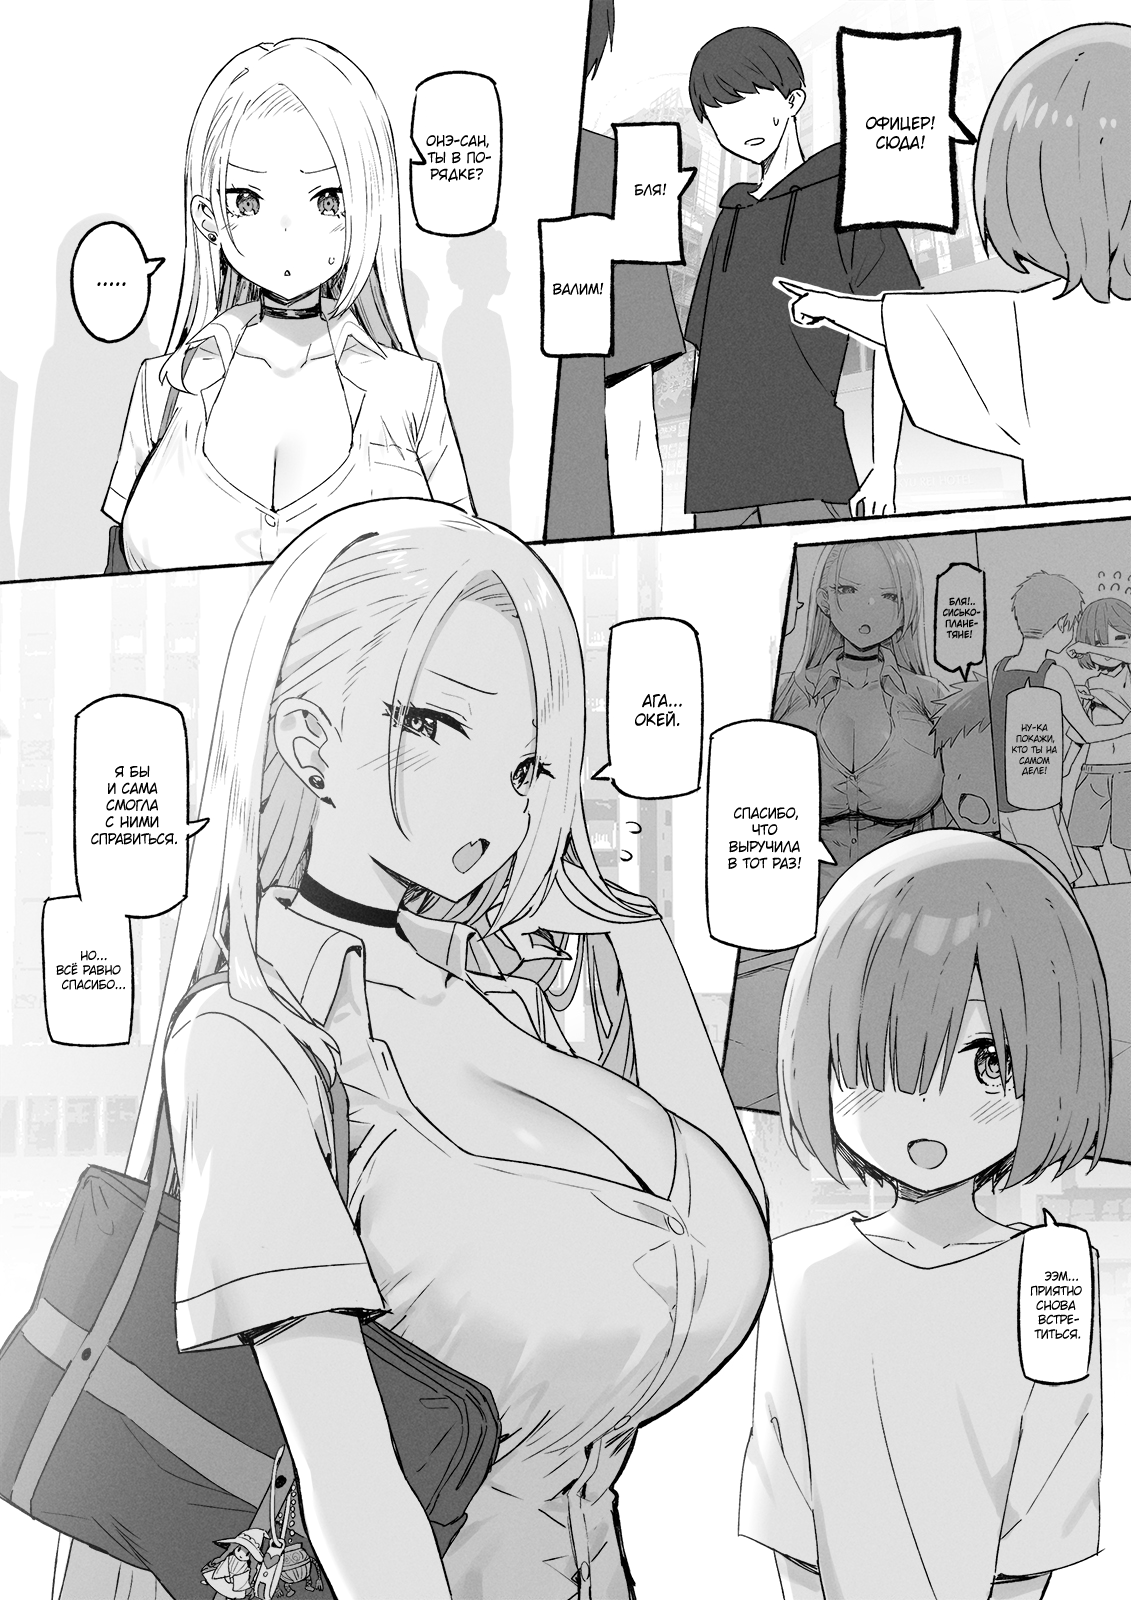 ОФИЦЕР!
СЮДА!
БЛЯ!
ВАЛИМ!
ОНЭ-САН,
ТЫ В ПО-
РЯДКЕ?
.....
БЛЯ!..
СИСЬКО-
ПЛАНЕ-
ТЯНЕ!
НУ-КА
ПОКАЖИ,
КТО ТЫ НА
САМОМ
ДЕЛЕ!
СПАСИБО,
ЧТО
ВЫРУЧИЛА
В ТОТ РАЗ!
АГА...
ОКЕЙ.
Я БЫ
И САМА
СМОГЛА
С НИМИ
СПРАВИТЬСЯ.
НО...
ВСЁ РАВНО
СПАСИБО...
ЭЭМ...
ПРИЯТНО
СНОВА
ВСТРЕ-
ТИТЬСЯ.